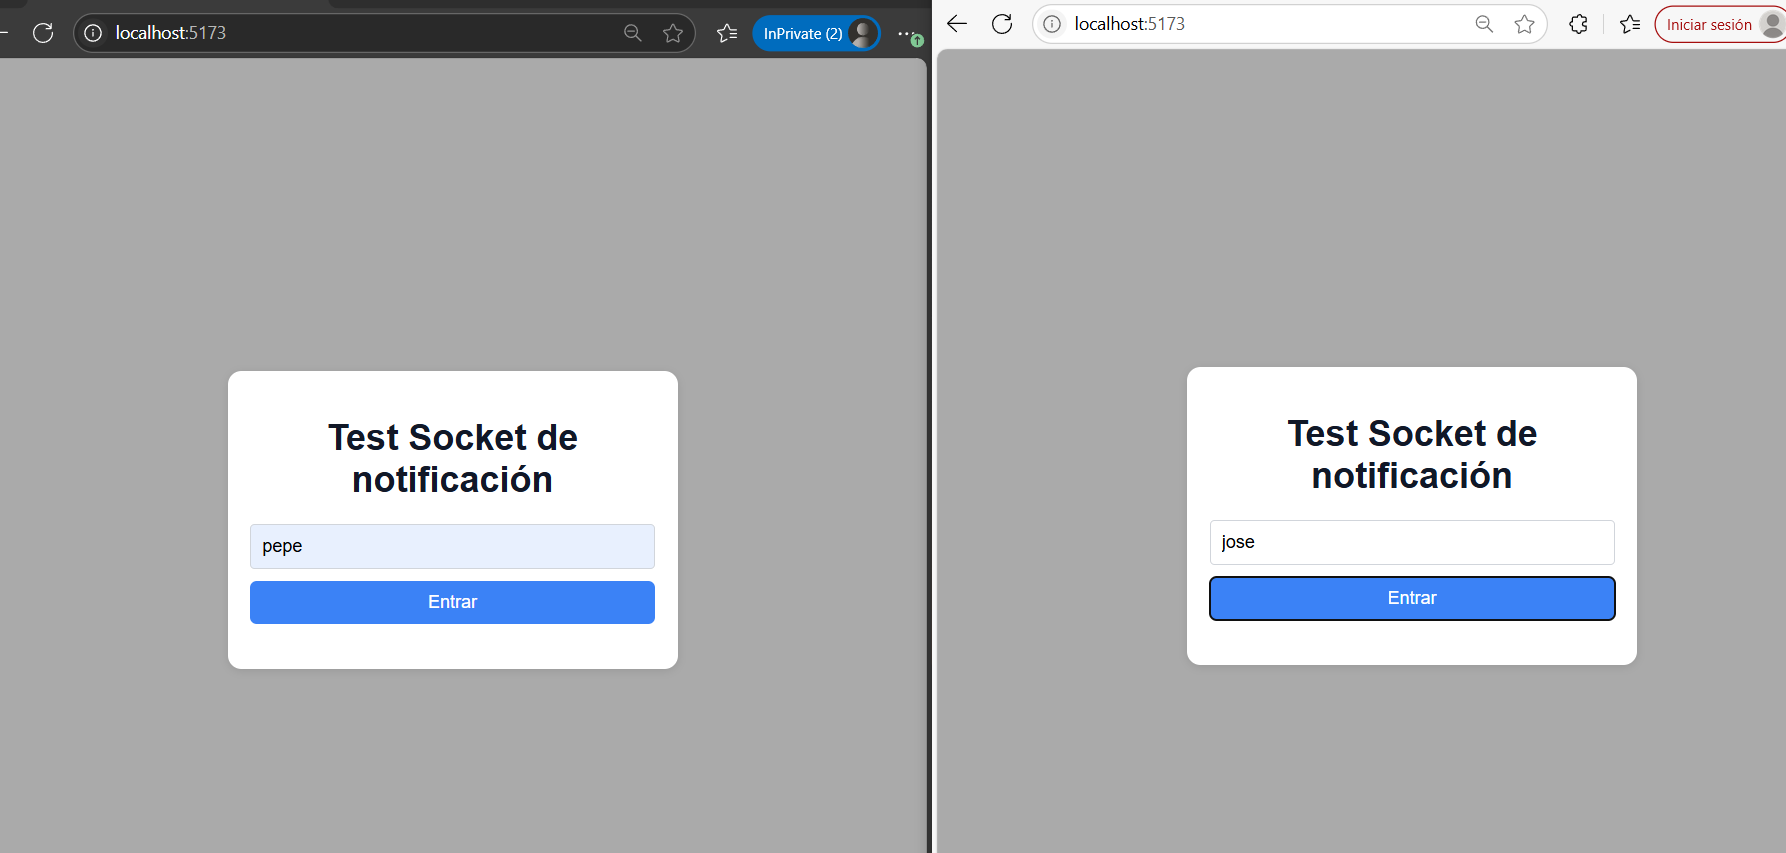 localhost:5173
InPrivate (2)
Test Socket de
notificación
pepe
Entrar
localhost:5173
Iniciar sesión
Test Socket de
notificación
jose
Entrar